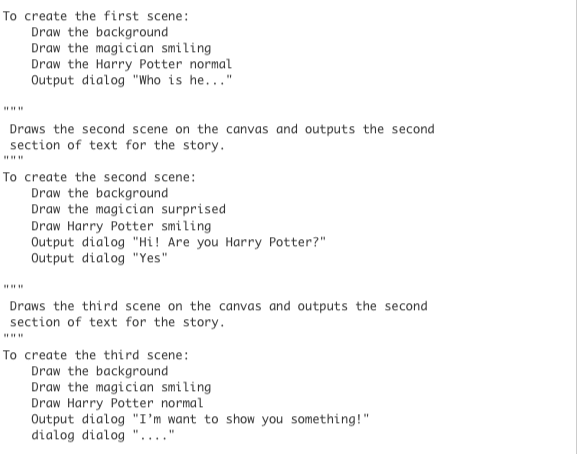 To create the first scene:
Draw the background
Draw the magician smiling
Draw the Harry Potter normal
Output dialog "Who is he..."
"""
Draws the second scene on the canvas and outputs the second
section of text for the story.
"""
To create the second scene:
Draw the background
Draw the magician surprised
Draw Harry Potter smiling
Output dialog "Hi! Are you Harry Potter?"
Output dialog "Yes"
"""
Draws the third scene on the canvas and outputs the second
section of text for the story.
"""
To create the third scene:
Draw the background
Draw the magician smiling
Draw Harry Potter normal
Output dialog "I'm want to show you something!"
dialog dialog "...."